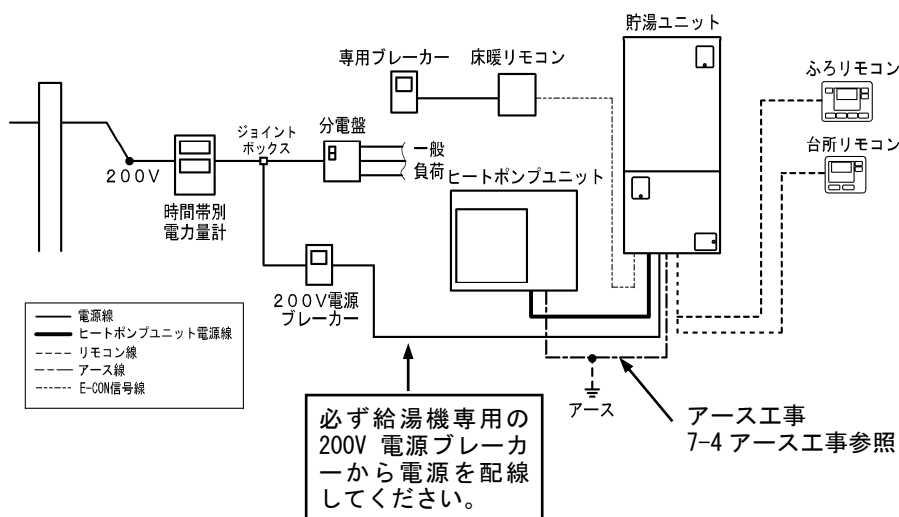 貯湯ユニット
専用ブレーカー
床暖リモコン
ふろリモコン
ジョイント
ボックス
分電盤
一般
負荷
台所リモコン
200V
ヒートポンプユニット
時間帯別
電力量計
200V電源
ブレーカー
電源線
ヒートポンプユニット電源線
リモコン線
アース線
E-CON信号線
アース
必ず給湯機専用の
200V 電源ブレーカ
ーから電源を配線
してください。
アース工事
7-4 アース工事参照